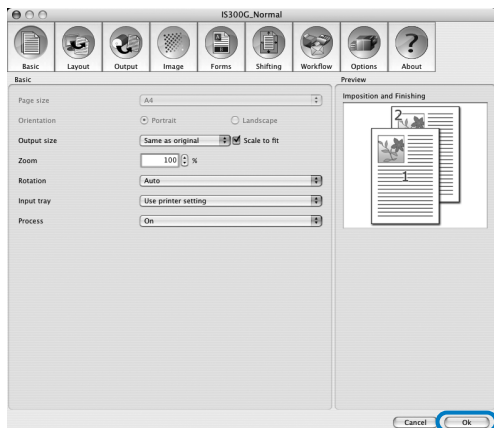 IS300G_Normal
Basic Layout Output Image Forms Shifting Workflow Options About
Basic
Preview
Page size A4
Imposition and Finishing
Orientation Portrait Landscape
Output size Same as original Scale to fit
Zoom 100 %
Rotation Auto
Input tray Use printer setting
Process On
2
1
Cancel Ok